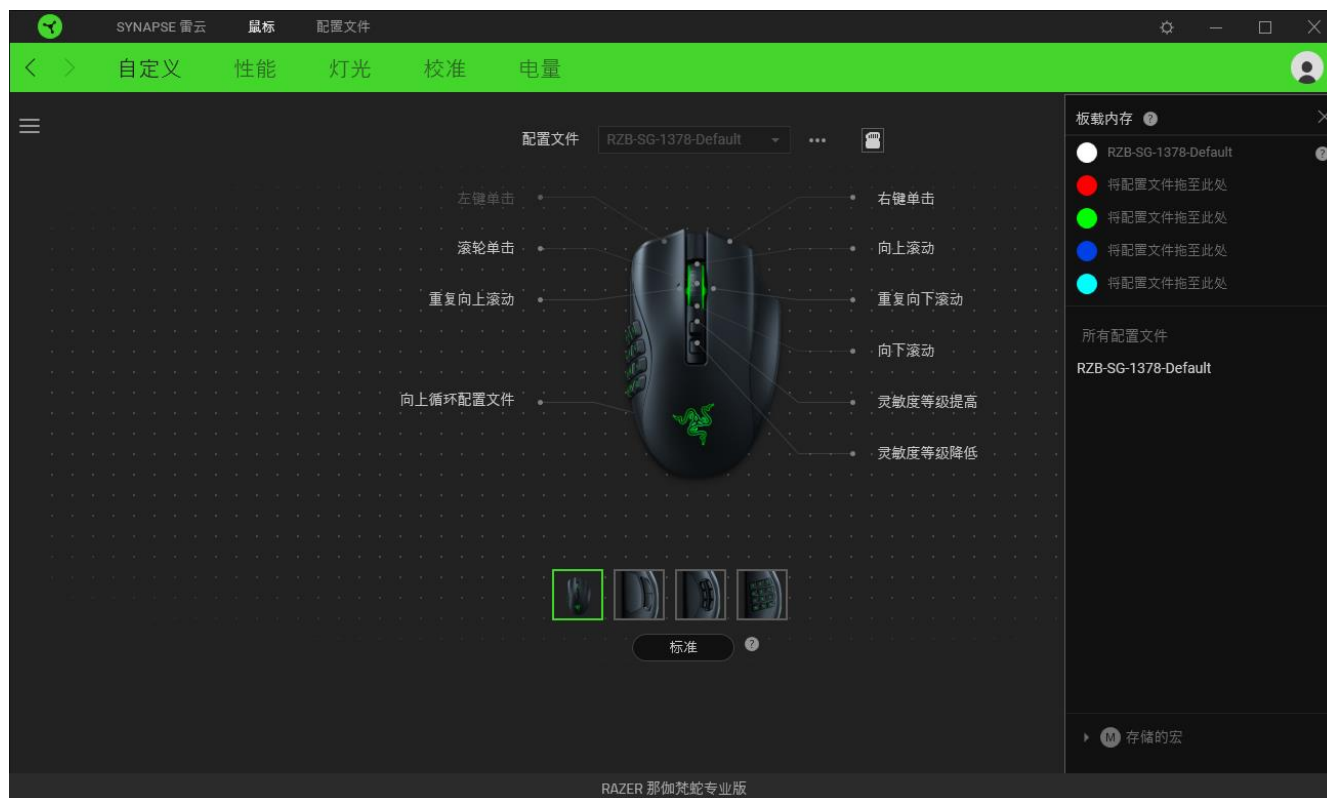 SYNAPSE 雷云 鼠标 配置文件
自定义 性能 灯光 校准 电量
配置文件 RZB-SG-1378-Default
左键单击
滚轮单击
重复向上滚动
向上循环配置文件
右键单击
向上滚动
重复向下滚动
向下滚动
灵敏度等级提高
灵敏度等级降低
标准 ?
板载内存 ?
RZB-SG-1378-Default ?
将配置文件拖至此处
将配置文件拖至此处
将配置文件拖至此处
将配置文件拖至此处
所有配置文件
RZB-SG-1378-Default
M 存储的宏
RAZER 那伽梵蛇专业版